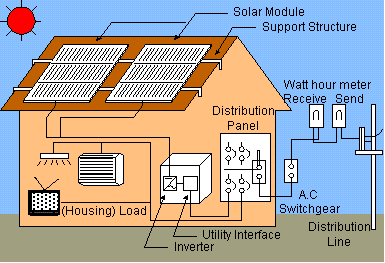 Solar Module
Support Structure
Watt hour meter
Receive Send
Distribution
Panel
(Housing) Load
A.C
Switchgear
Distribution
Line
Utility Interface
Inverter